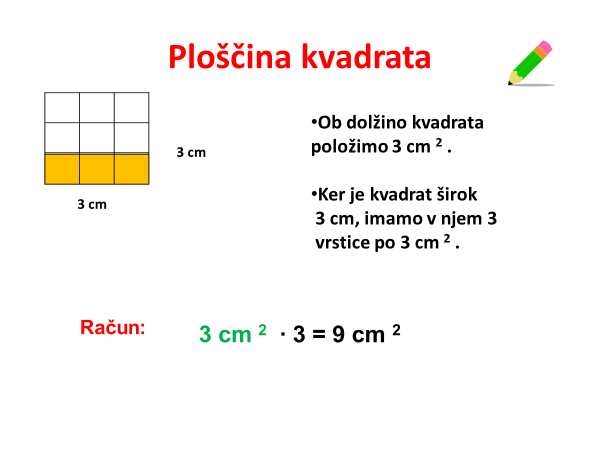 Ploščina kvadrata
3 cm
3 cm
•Ob dolžino kvadrata
položimo 3 cm ² .
•Ker je kvadrat širok
3 cm, imamo v njem 3
vrstice po 3 cm ² .
Račun:
3 cm ² · 3 = 9 cm ²